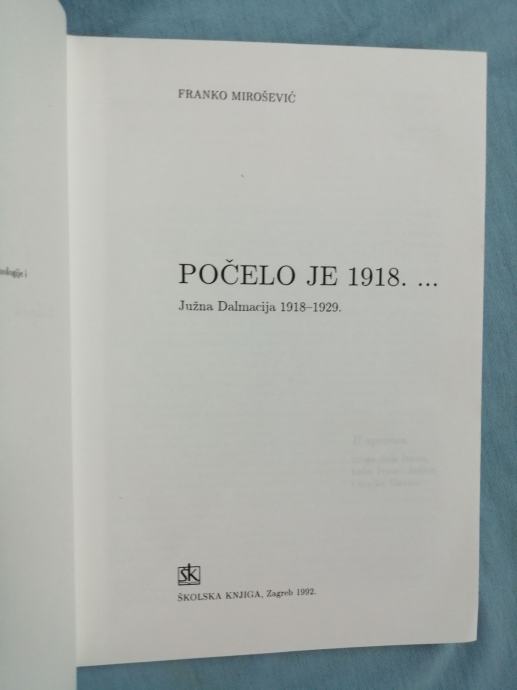 FRANKO MIROŠEVIĆ
POČELO JE 1918. ...
Južna Dalmacija 1918–1929.
ŠK
ŠKOLSKA KNJIGA, Zagreb 1992.